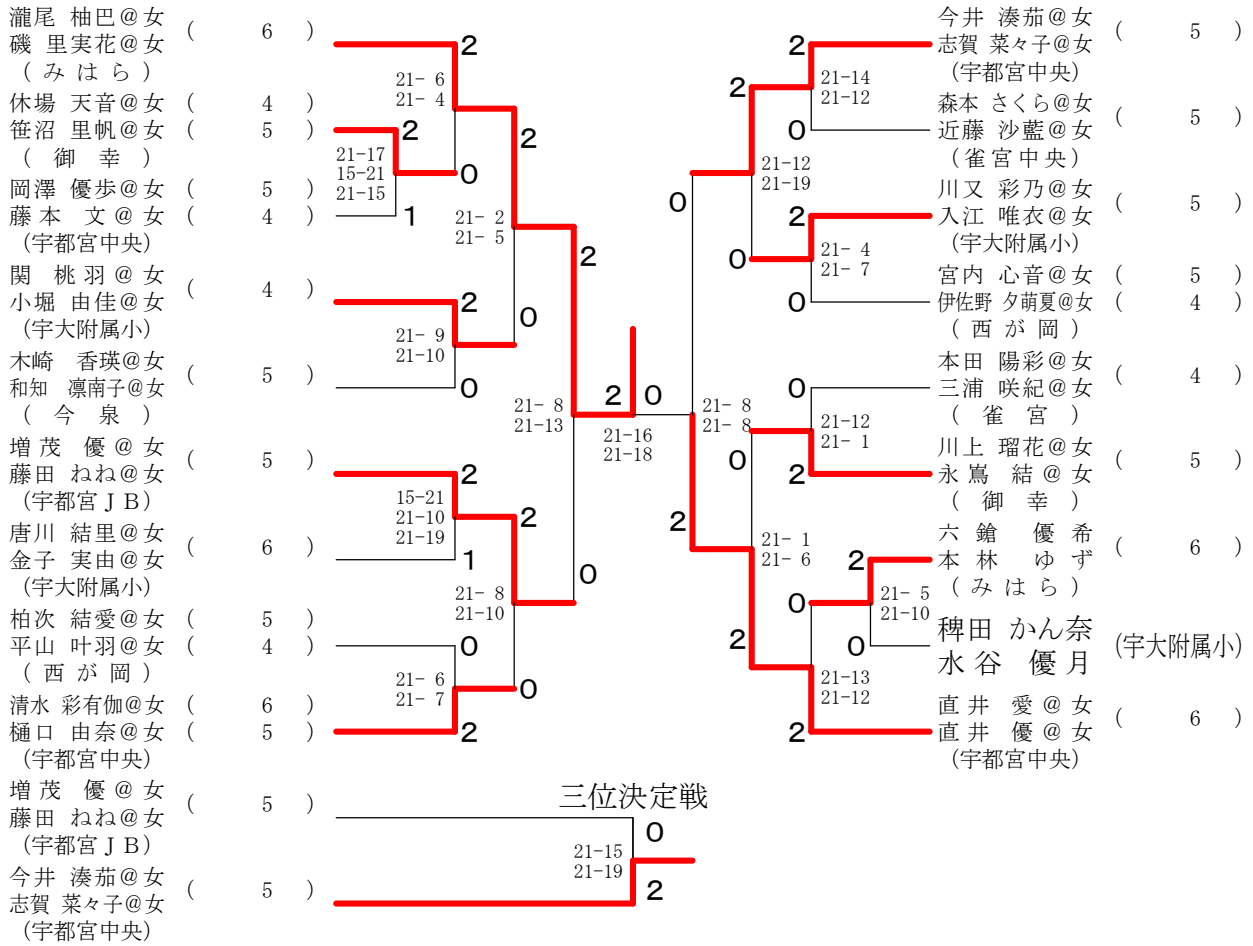 瀧尾 柚巴@女
磯 里実花@女 ( 6 )
(みはら)
休場 天音@女 ( 4 )
笹沼 里帆@女 ( 5 )
(御幸)
岡澤 優歩@女 ( 5 )
藤本 文@女 ( 4 )
(宇都宮中央)
関 桃羽@女
小堀 由佳@女 ( 4 )
(宇大附属小)
木崎 香瑛@女
和知 凛南子@女 ( 5 )
(今泉)
増茂 優@女
藤田 ねね@女 ( 5 )
(宇都宮JB)
唐川 結里@女
金子 実由@女 ( 6 )
(宇大附属小)
柏次 結愛@女 ( 5 )
平山 叶羽@女 ( 4 )
(西が岡)
清水 彩有伽@女 ( 6 )
樋口 由奈@女 ( 5 )
(宇都宮中央)
2
21- 6
21- 4
2
21-17
15-21
21-15
0
1
2
21- 2
21- 5
2
2
0
21- 9
21-10
0
21- 8
21-13
2
15-21
21-10
21-19
2
1
0
21- 8
21-10
0
21- 6
21- 7
0
2
2 0
21-16
21-18
今井 湊茄@女
志賀 菜々子@女 ( 5 )
(宇都宮中央)
森本 さくら@女
近藤 沙藍@女 ( 5 )
(雀宮中央)
川又 彩乃@女
入江 唯衣@女 ( 5 )
(宇大附属小)
宮内 心音@女 ( 5 )
伊佐野 夕萌夏@女 ( 4 )
(西が岡)
本田 陽彩@女
三浦 咲紀@女 ( 4 )
(雀宮)
川上 瑠花@女
永嶌 結@女 ( 5 )
(御幸)
六鎗 優希
本林 ゆず ( 6 )
(みはら)
稗田 かん奈
水谷 優月 (宇大附属小)
直井 愛@女
直井 優@女 ( 6 )
(宇都宮中央)
2
21-14
21-12
2
0
21-12
21-19
0
2
0
21- 4
21- 7
0
0
21- 8
21- 8
21-12
21- 1
0
2
2
21- 1
21- 6
2
0
21- 5
21-10
0
2
21-13
21-12
2
三位決定戦
増茂 優@女
藤田 ねね@女 ( 5 )
(宇都宮JB)
今井 湊茄@女
志賀 菜々子@女 ( 5 )
(宇都宮中央)
0
21-15
21-19
2